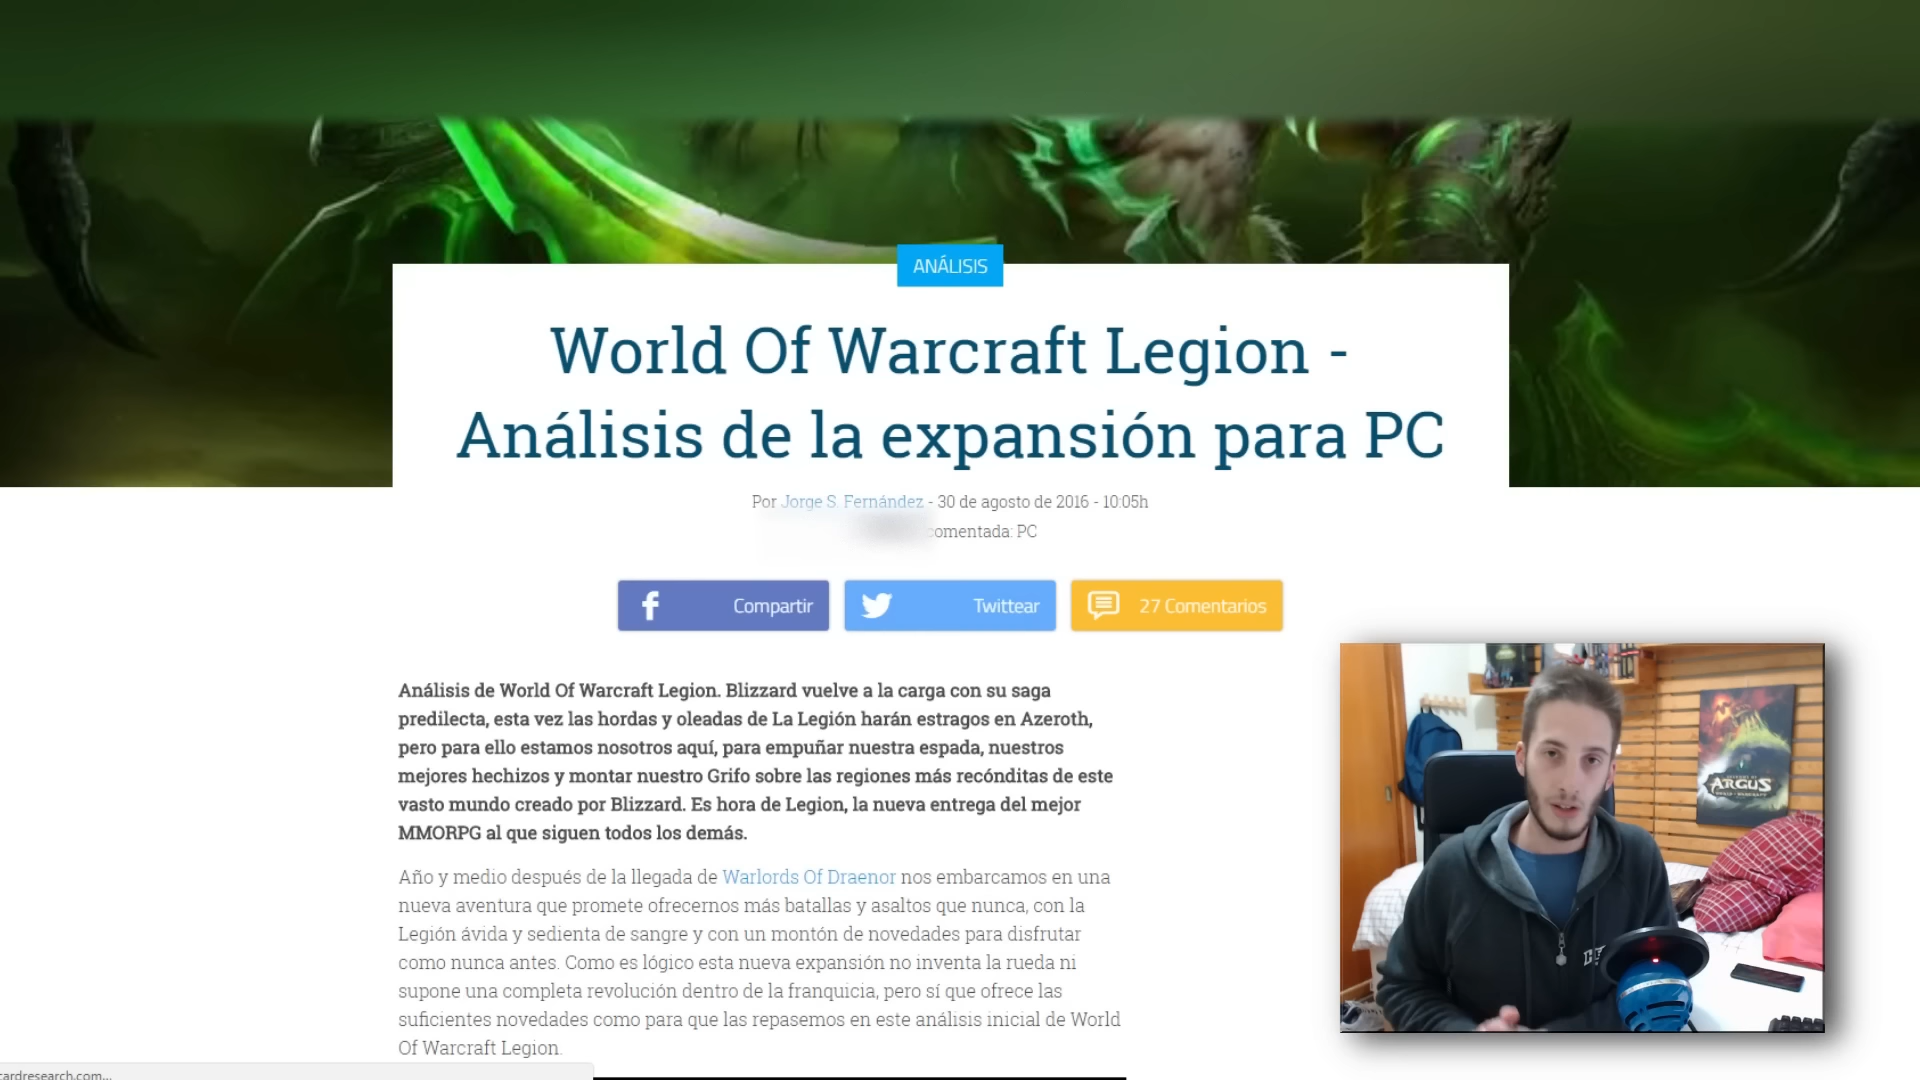 ANÁLISIS
World Of Warcraft Legion -
Análisis de la expansión para PC
Por Jorge S. Fernández - 30 de agosto de 2016 - 10:05h
comentada: PC
Compartir
Twittear
27 Comentarios
Análisis de World Of Warcraft Legion. Blizzard vuelve a la carga con su saga
predilecta, esta vez las hordas y oleadas de La Legión harán estragos en Azeroth,
pero para ello estamos nosotros aquí, para empuñar nuestra espada, nuestros
mejores hechizos y montar nuestro Grifo sobre las regiones más recónditas de este
vasto mundo creado por Blizzard. Es hora de Legion, la nueva entrega del mejor
MMORPG al que siguen todos los demás.
Año y medio después de la llegada de Warlords Of Draenor nos embarcamos en una
nueva aventura que promete ofrecernos más batallas y asaltos que nunca, con la
Legión ávida y sedienta de sangre y con un montón de novedades para disfrutar
como nunca antes. Como es lógico esta nueva expansión no inventa la rueda ni
supone una completa revolución dentro de la franquicia, pero sí que ofrece las
suficientes novedades como para que las repasemos en este análisis inicial de World
Of Warcraft Legion.
cardresearch.com...
ARGUS